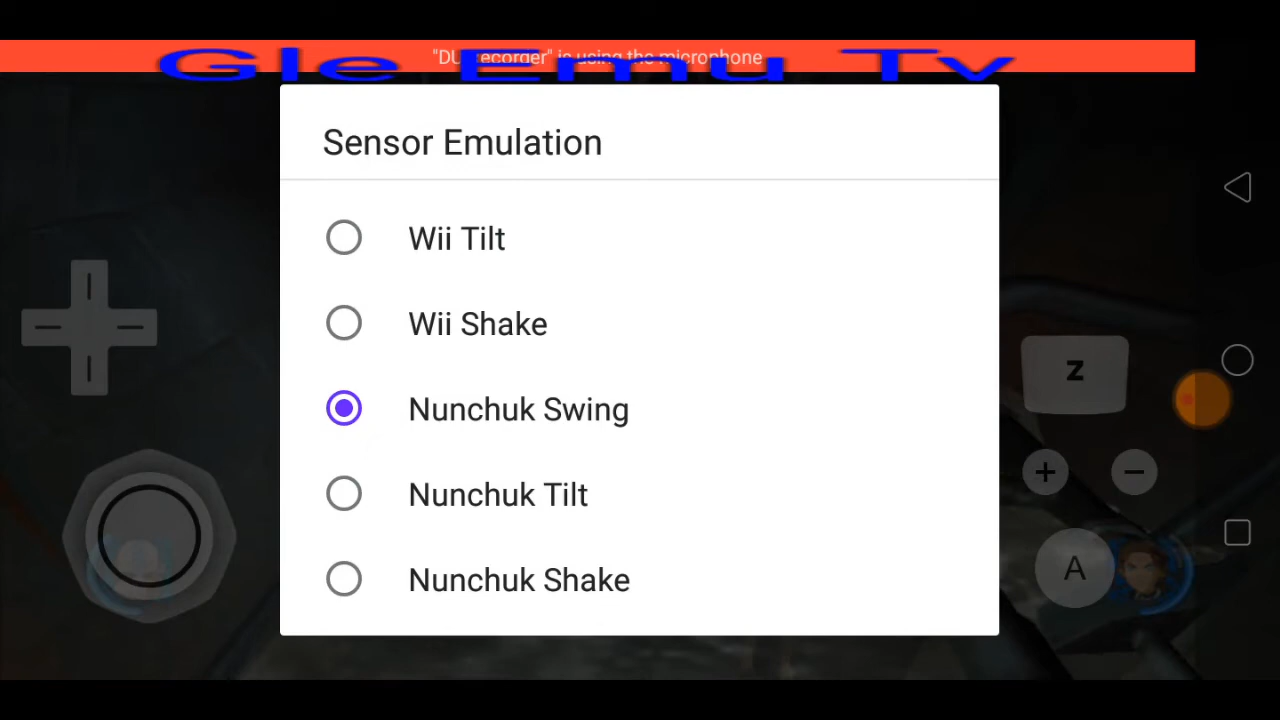 "DU Recorder" is using the microphone
Gle Emu Tv
Sensor Emulation
Wii Tilt
Wii Shake
Nunchuk Swing
Nunchuk Tilt
Nunchuk Shake
Z
+ −
A